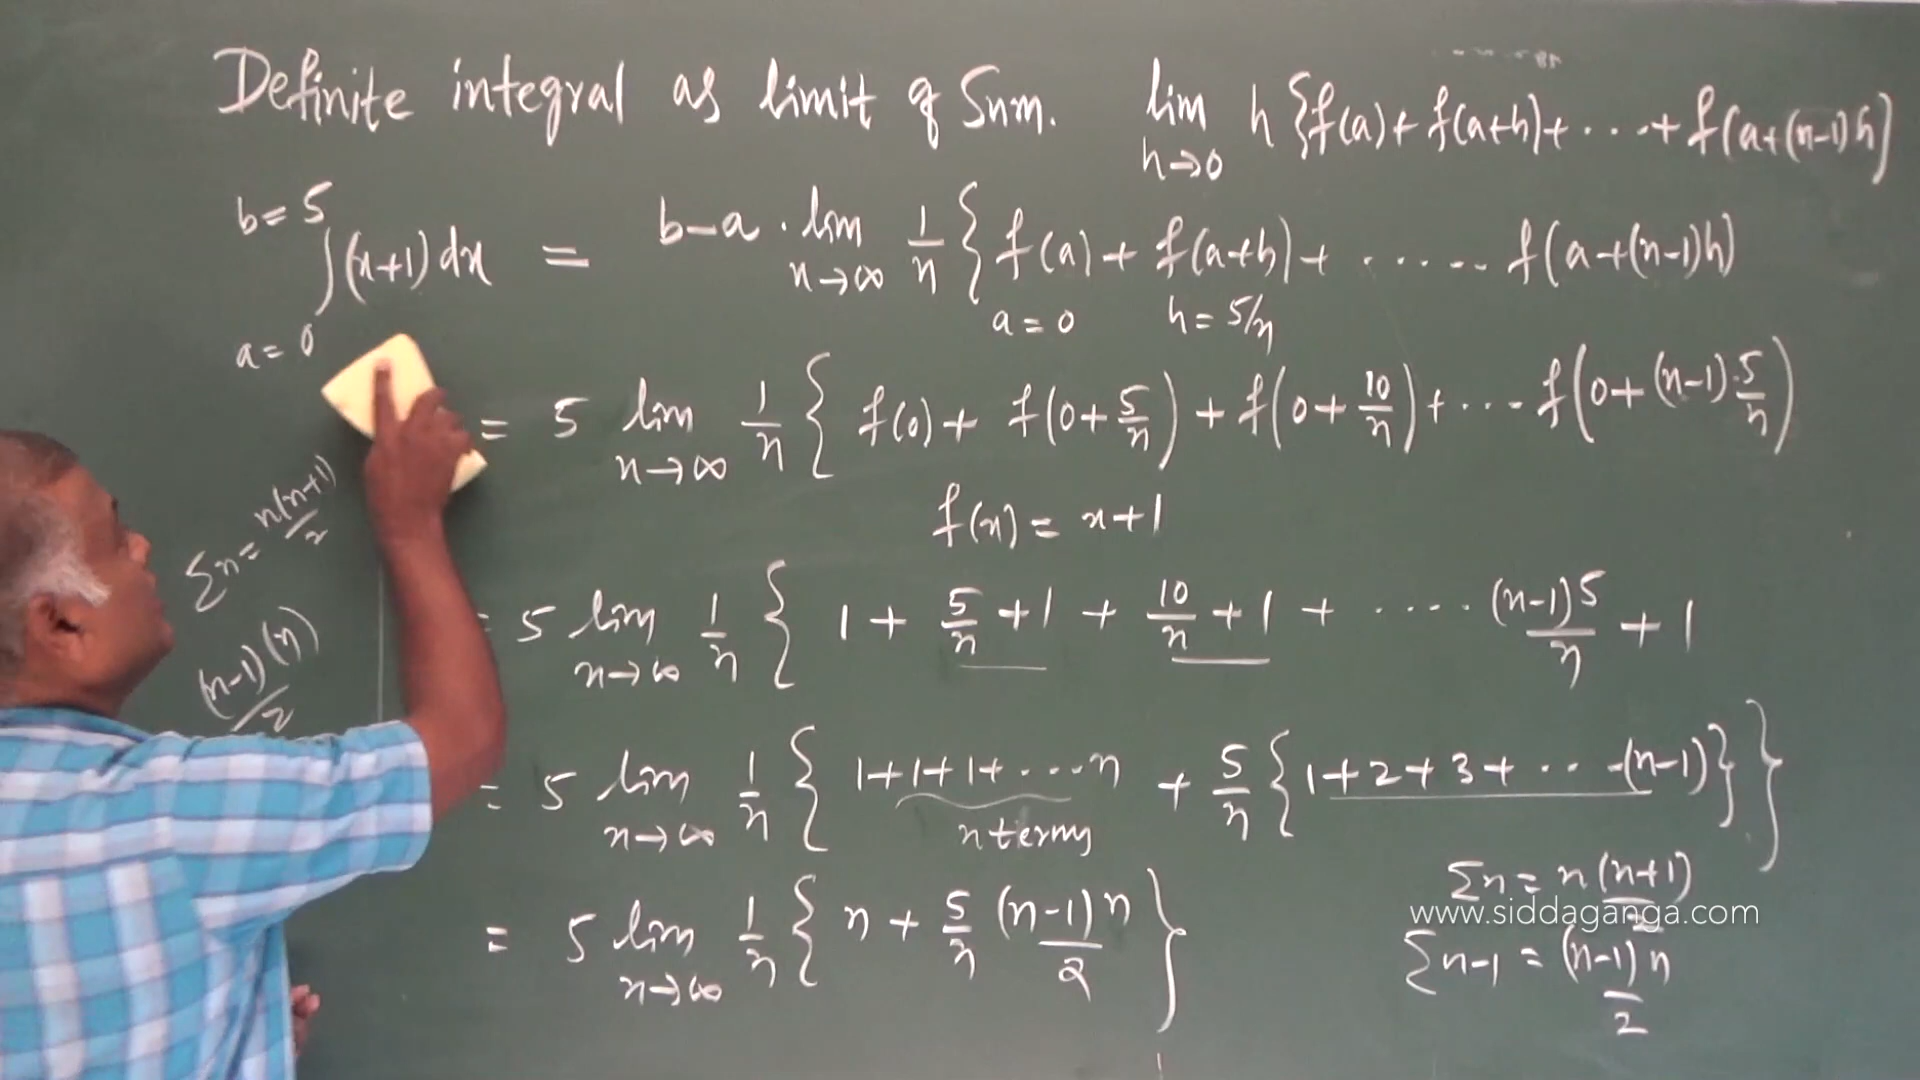 Definite integral as limit of Sum. lim h→0 h {f(a)+ f(a+h)+ ....+ f(a+(n-1)h]
b= 5
∫(x+1) dx = b-a . lim n→∞ 1/n { f(a)+ f(a+h)+ ...... f(a+(n-1)h)
a= 0
a = 0 h = 5/n
= 5 lim n→∞ 1/n { f(0)+ f(0+5/n) + f(0+10/n)+ ... f(0+(n-1).5/n)
f(x) = x+1
Σn = n(n+1)/2
= 5 lim n→∞ 1/n { 1 + 5/n +1 + 10/n +1 + .... (n-1)5/n + 1
(n-1)(n)/2
= 5 lim n→∞ 1/n { 1+1+1+...n + 5/n {1+2+3+...(n-1)}}
n terms
Σn = n(n+1)/2
www.siddaganga.com
= 5 lim n→∞ 1/n { n + 5/n (n-1)n/2 }
Σn-1 = (n-1)n/2